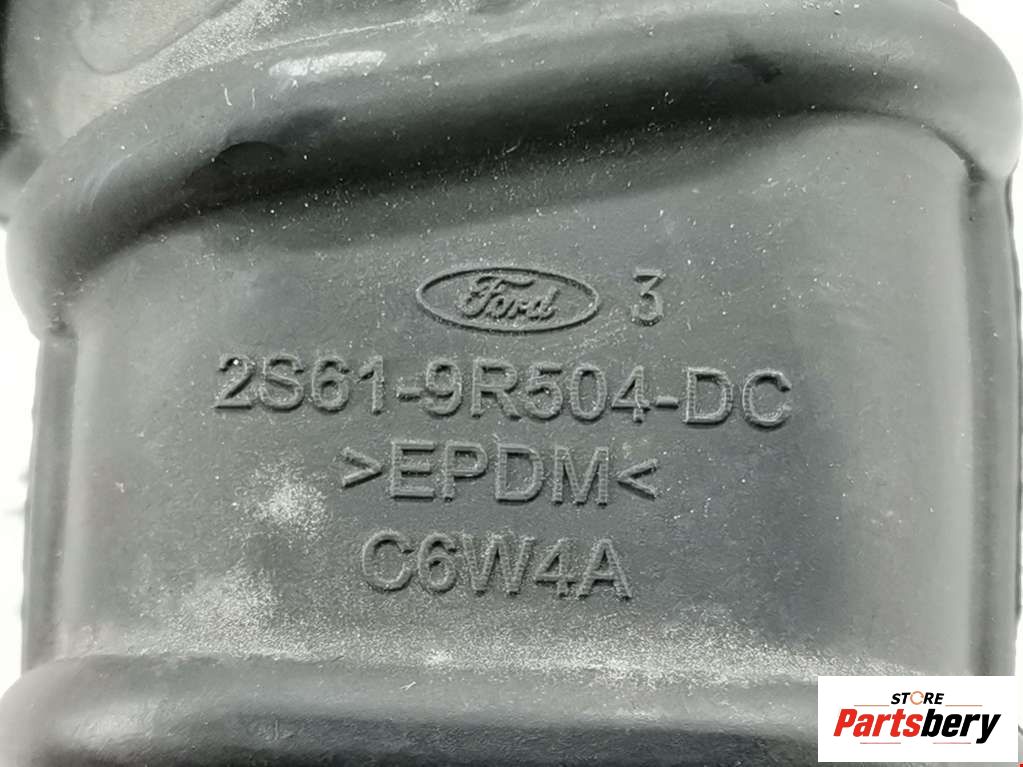 Ford 3
2S61-9R504-DC
>EPDM<
C6W4A
STORE
Partsbery